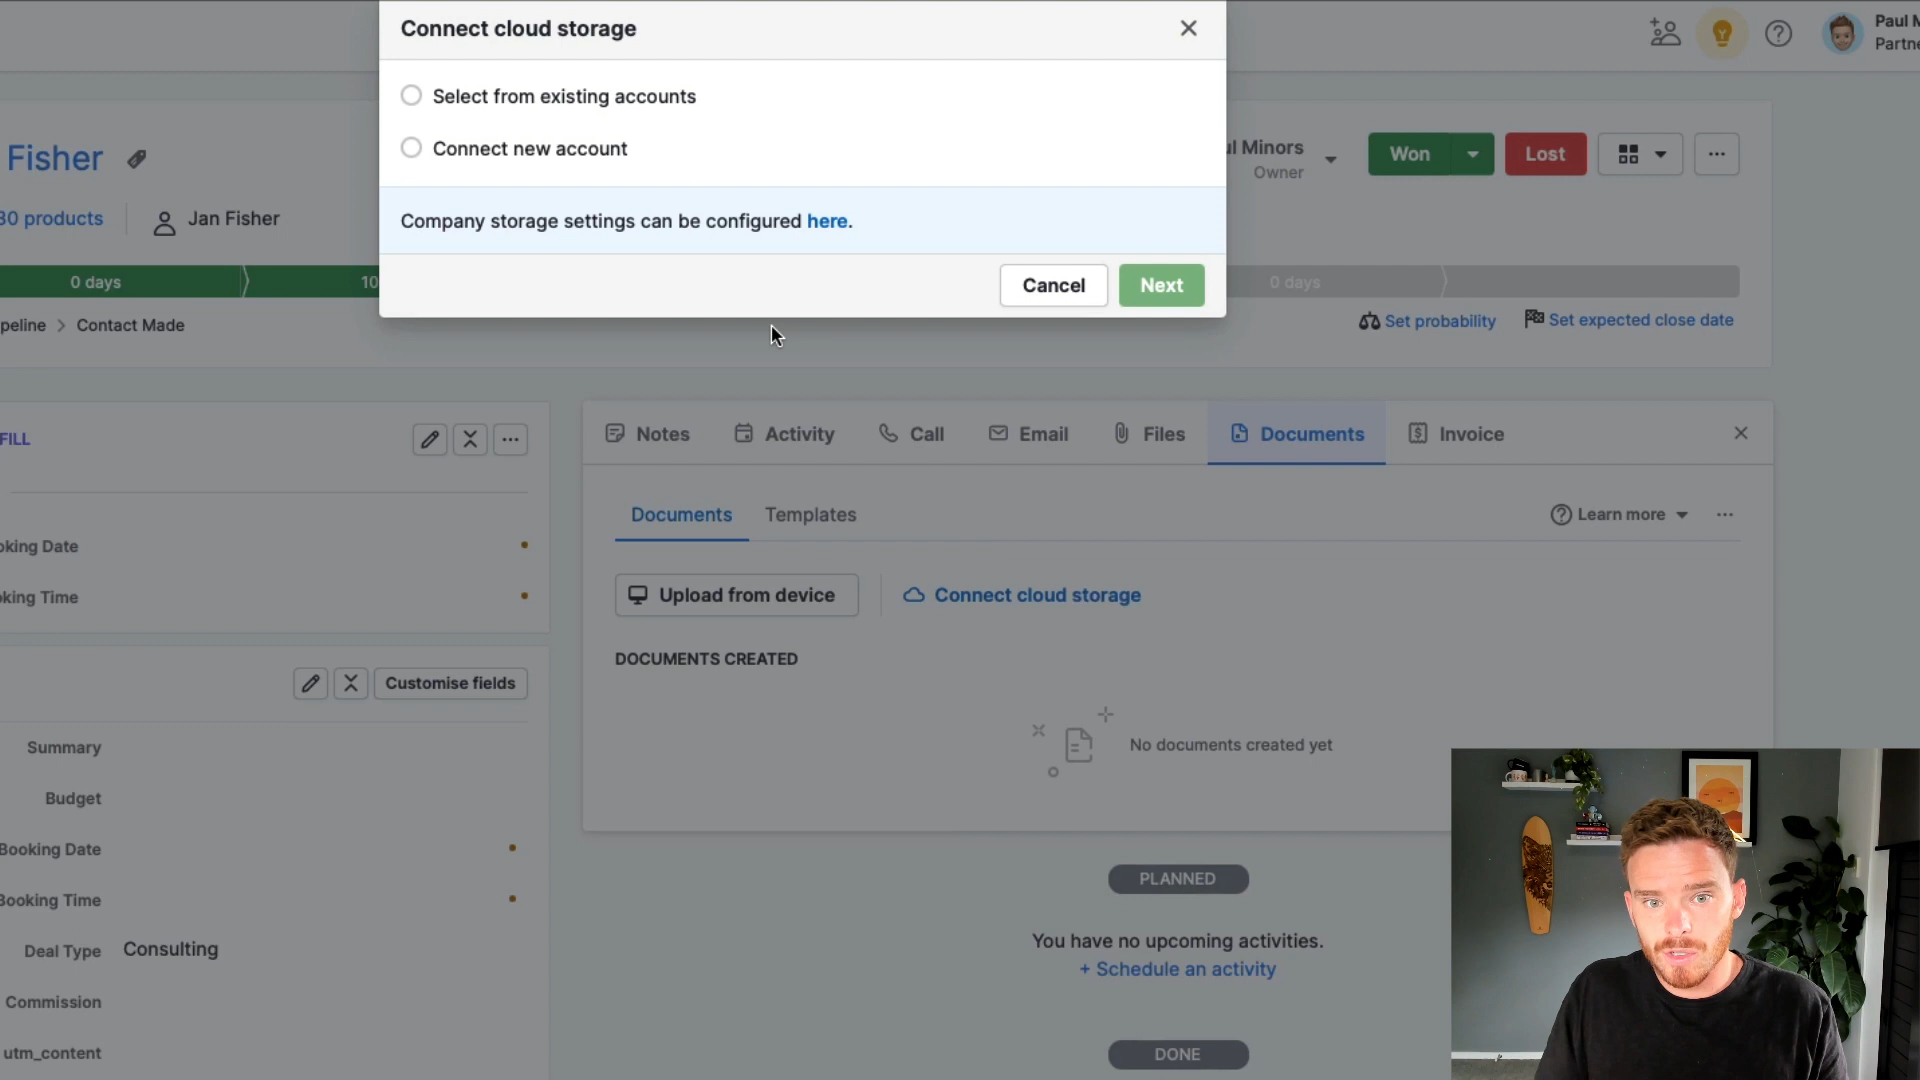 Connect cloud storage
Select from existing accounts
Connect new account
Company storage settings can be configured here.
Cancel
Next
Paul M
Partne
Fisher
30 products
Jan Fisher
ul Minors
Owner
Won
Lost
0 days
10
0 days
peline > Contact Made
Set probability
Set expected close date
FILL
oking Date
king Time
Customise fields
Summary
Budget
Booking Date
Booking Time
Deal Type
Consulting
Commission
utm_content
Notes
Activity
Call
Email
Files
Documents
Invoice
Documents
Templates
Learn more
Upload from device
Connect cloud storage
DOCUMENTS CREATED
No documents created yet
PLANNED
You have no upcoming activities.
+ Schedule an activity
DONE